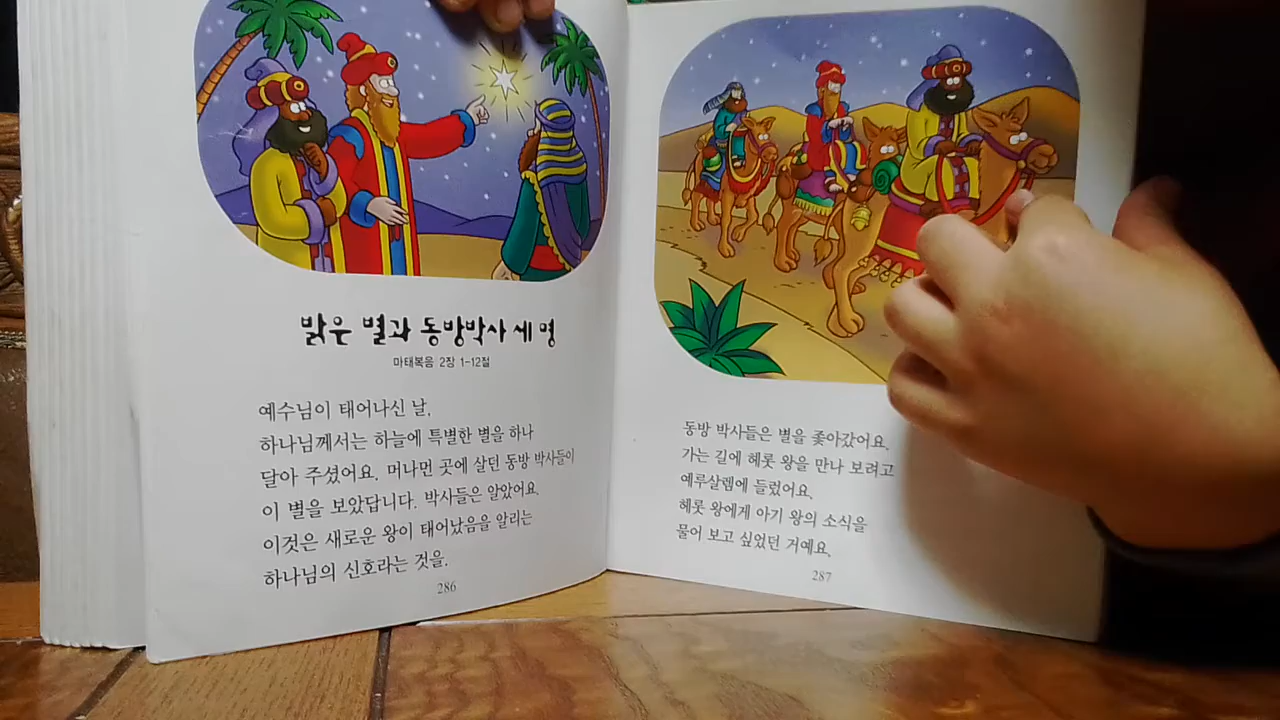 밝은 별과 동방박사 세 명
마태복음 2장 1-12절
예수님이 태어나신 날,
하나님께서는 하늘에 특별한 별을 하나
달아 주셨어요. 머나먼 곳에 살던 동방 박사들이
이 별을 보았답니다. 박사들은 알았어요.
이것은 새로운 왕이 태어났음을 알리는
하나님의 신호라는 것을.
286
동방 박사들은 별을 좇아갔어요.
가는 길에 헤롯 왕을 만나 보려고
예루살렘에 들렀어요.
헤롯 왕에게 아기 왕의 소식을
물어 보고 싶었던 거예요.
287